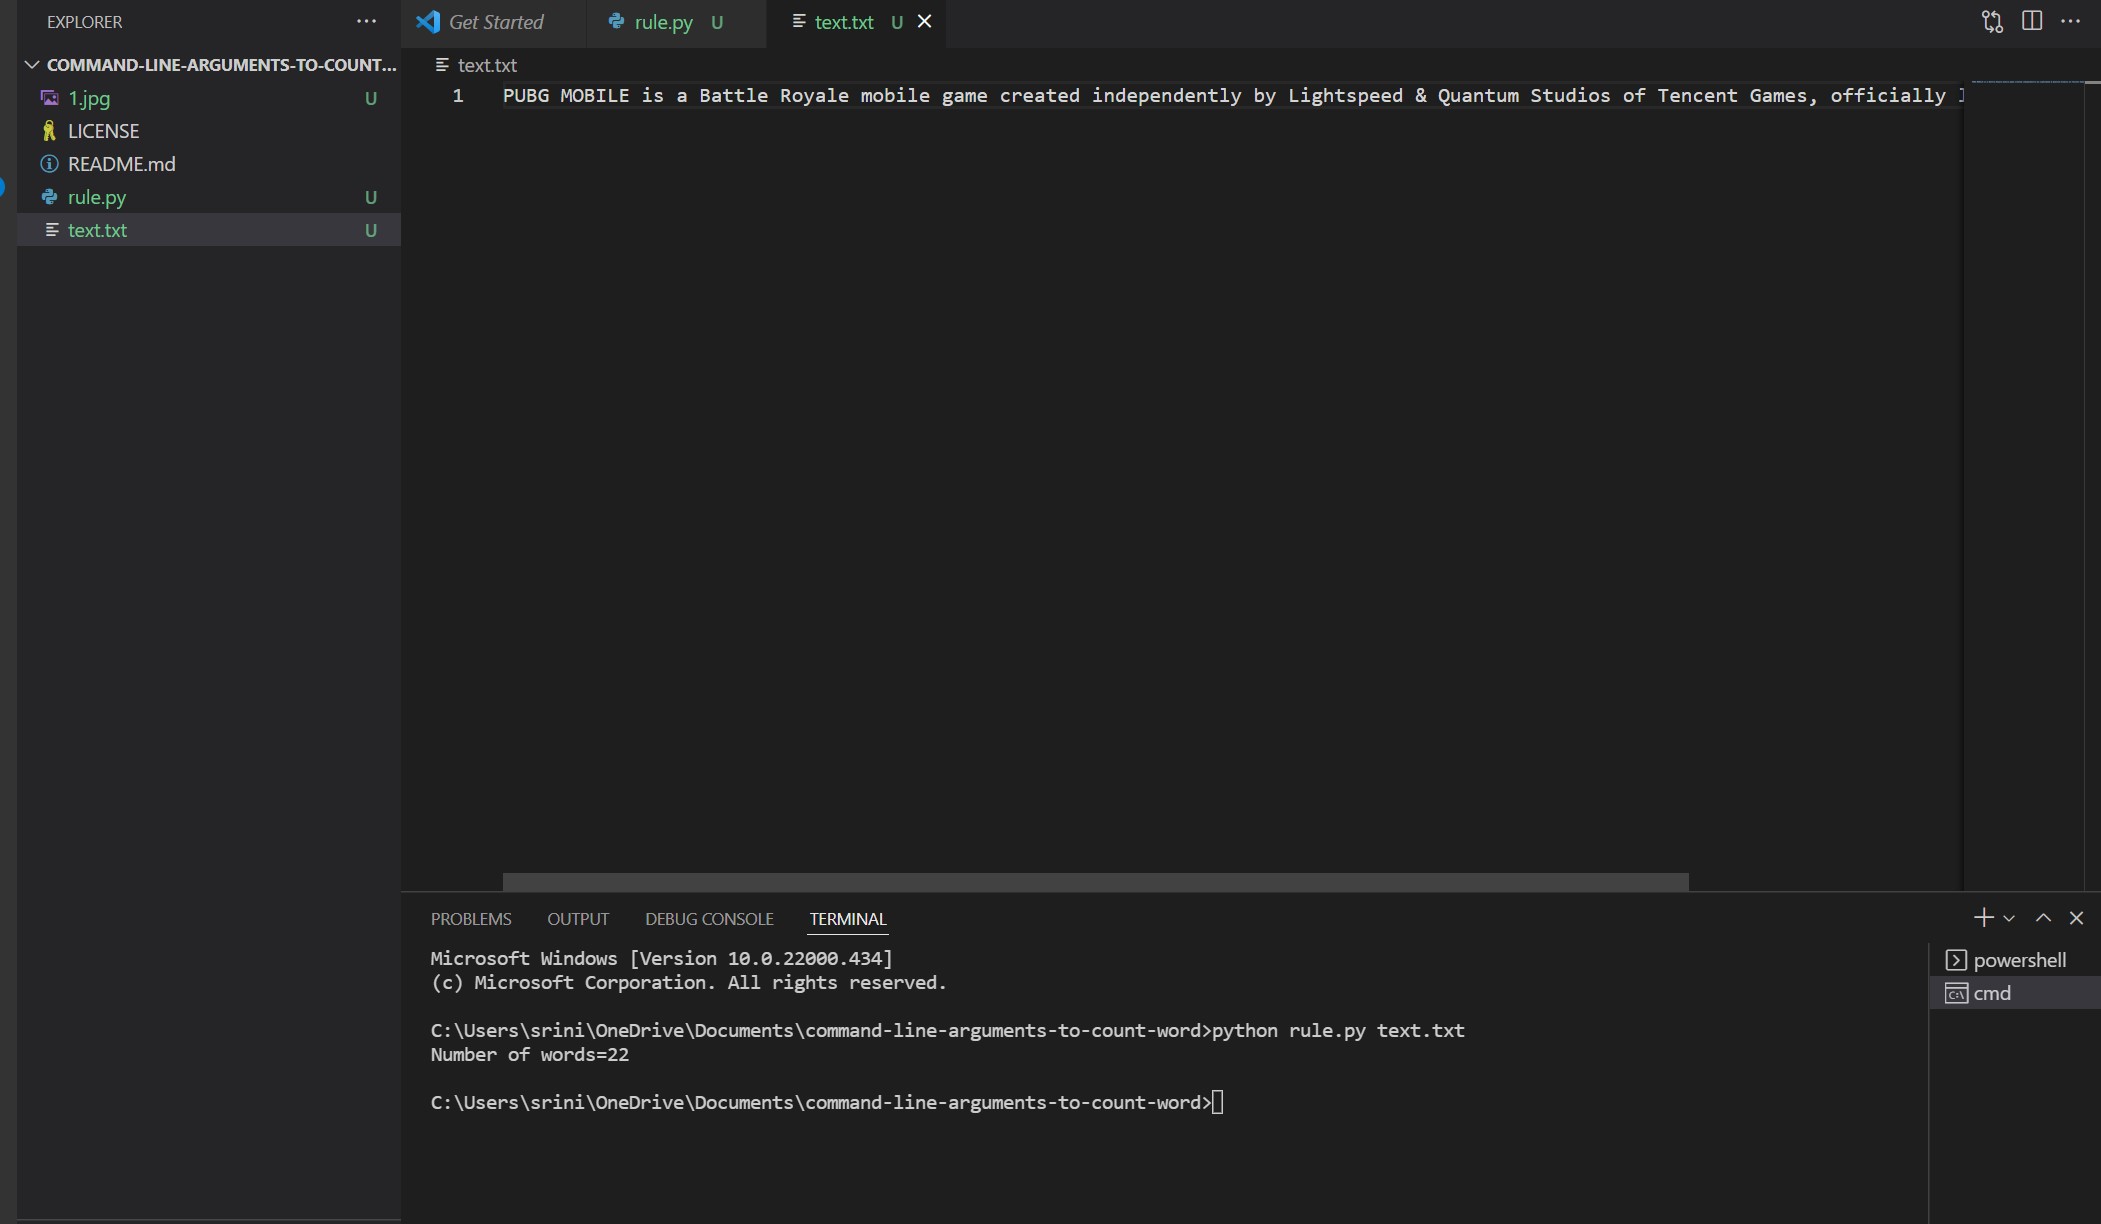 EXPLORER
COMMAND-LINE-ARGUMENTS-TO-COUNT...
1.jpg U
LICENSE
README.md
rule.py U
text.txt U
Get Started
rule.py U
text.txt U
text.txt
1 PUBG MOBILE is a Battle Royale mobile game created independently by Lightspeed & Quantum Studios of Tencent Games, officially
PROBLEMS OUTPUT DEBUG CONSOLE TERMINAL
Microsoft Windows [Version 10.0.22000.434]
(c) Microsoft Corporation. All rights reserved.
C:\Users\srini\OneDrive\Documents\command-line-arguments-to-count-word>python rule.py text.txt
Number of words=22
C:\Users\srini\OneDrive\Documents\command-line-arguments-to-count-word>
powershell
cmd